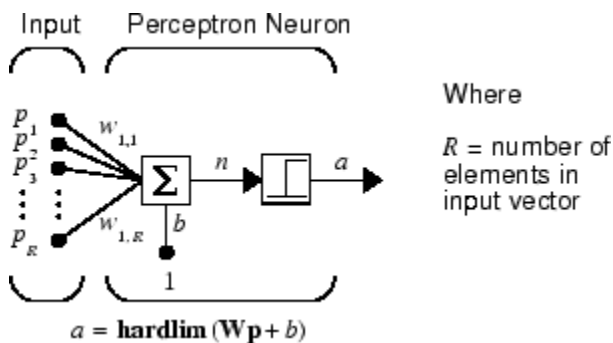 Input Perceptron Neuron
Where
p1
w1,1
p2
p3
n
a
R = number of
elements in
input vector
Σ
b
pR
w1,R
1
a = hardlim (Wp + b)